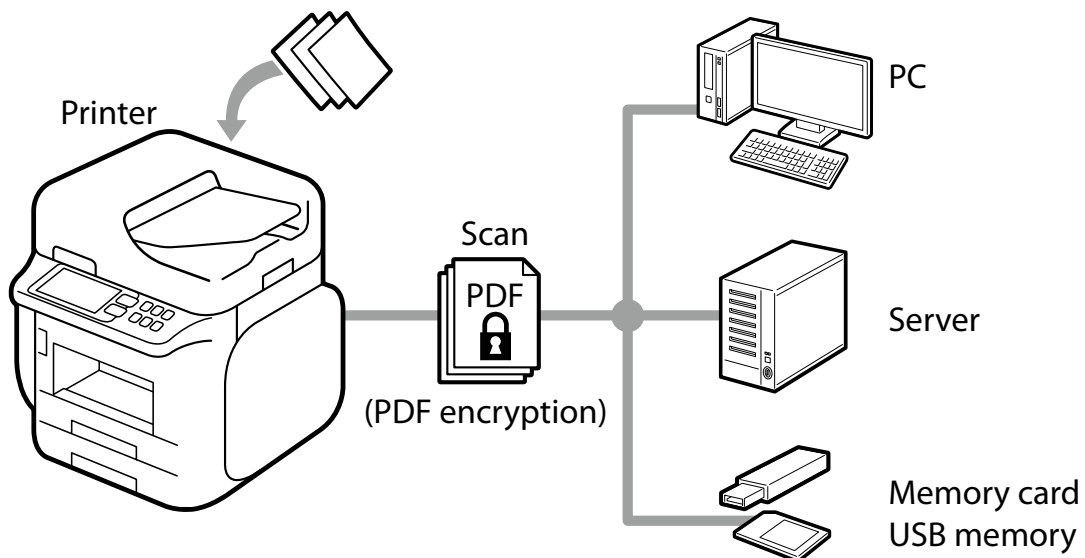 Printer
Scan
PDF
(PDF encryption)
PC
Server
Memory card
USB memory